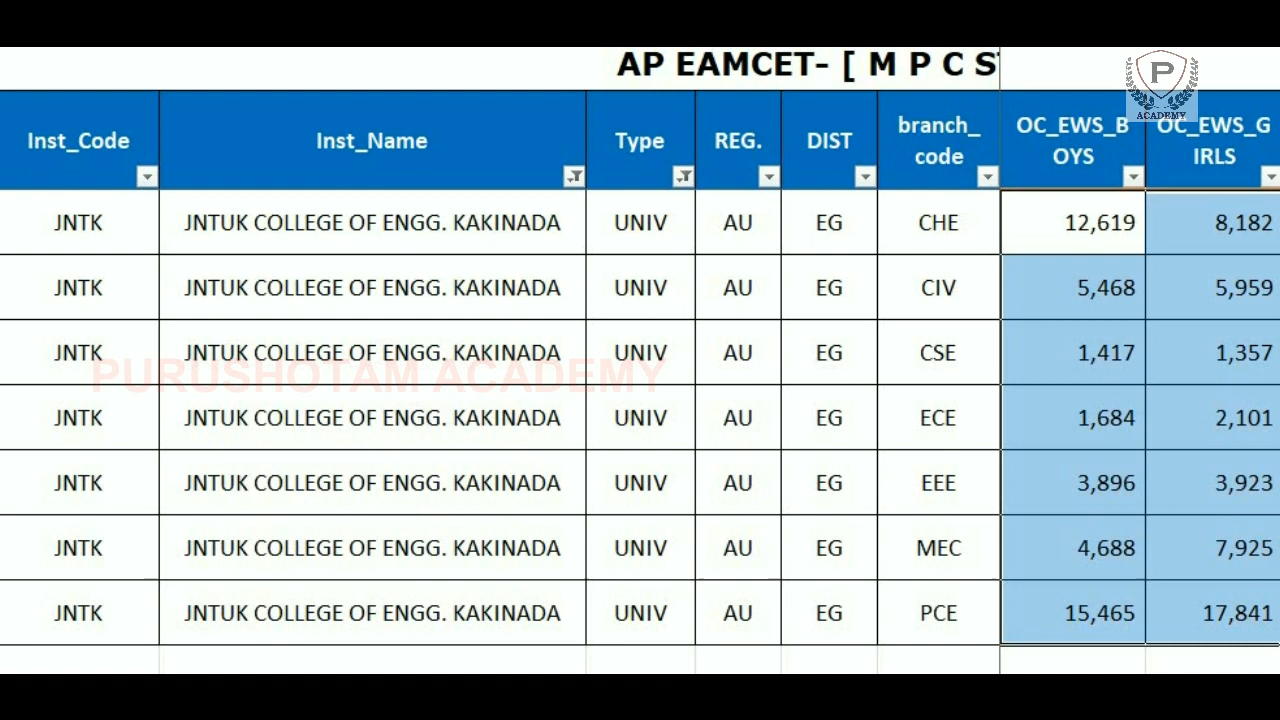 AP EAMCET- [ M P C S
P
ACADEMY
Inst_Code Inst_Name Type REG. DIST branch_ code OC_EWS_B OYS OC_EWS_G IRLS
JNTK JNTUK COLLEGE OF ENGG. KAKINADA UNIV AU EG CHE 12,619 8,182
JNTK JNTUK COLLEGE OF ENGG. KAKINADA UNIV AU EG CIV 5,468 5,959
JNTK JNTUK COLLEGE OF ENGG. KAKINADA UNIV AU EG CSE 1,417 1,357
PURUSHOTAM ACADEMY
JNTK JNTUK COLLEGE OF ENGG. KAKINADA UNIV AU EG ECE 1,684 2,101
JNTK JNTUK COLLEGE OF ENGG. KAKINADA UNIV AU EG EEE 3,896 3,923
JNTK JNTUK COLLEGE OF ENGG. KAKINADA UNIV AU EG MEC 4,688 7,925
JNTK JNTUK COLLEGE OF ENGG. KAKINADA UNIV AU EG PCE 15,465 17,841